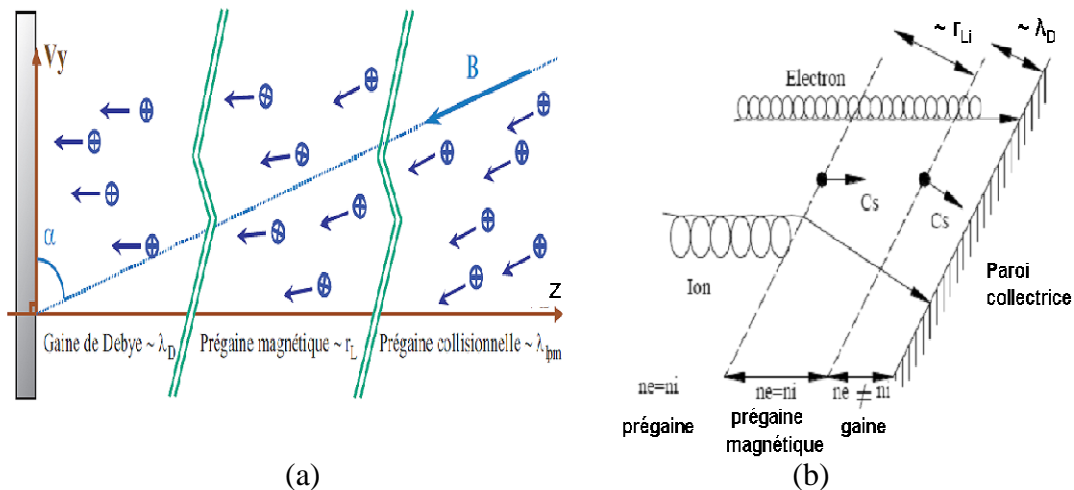 Vy
α
B
Z
Gaine de Debye ~ λD
Prégaine magnétique ~ rL
Prégaine collisionnelle ~ λlpm
(a)
~ rLi
~ λD
Electron
Cs
Cs
Ion
Paroi
collectrice
ne=ni
ne=ni
ne ≠ ni
prégaine
prégaine
magnétique
gaine
(b)